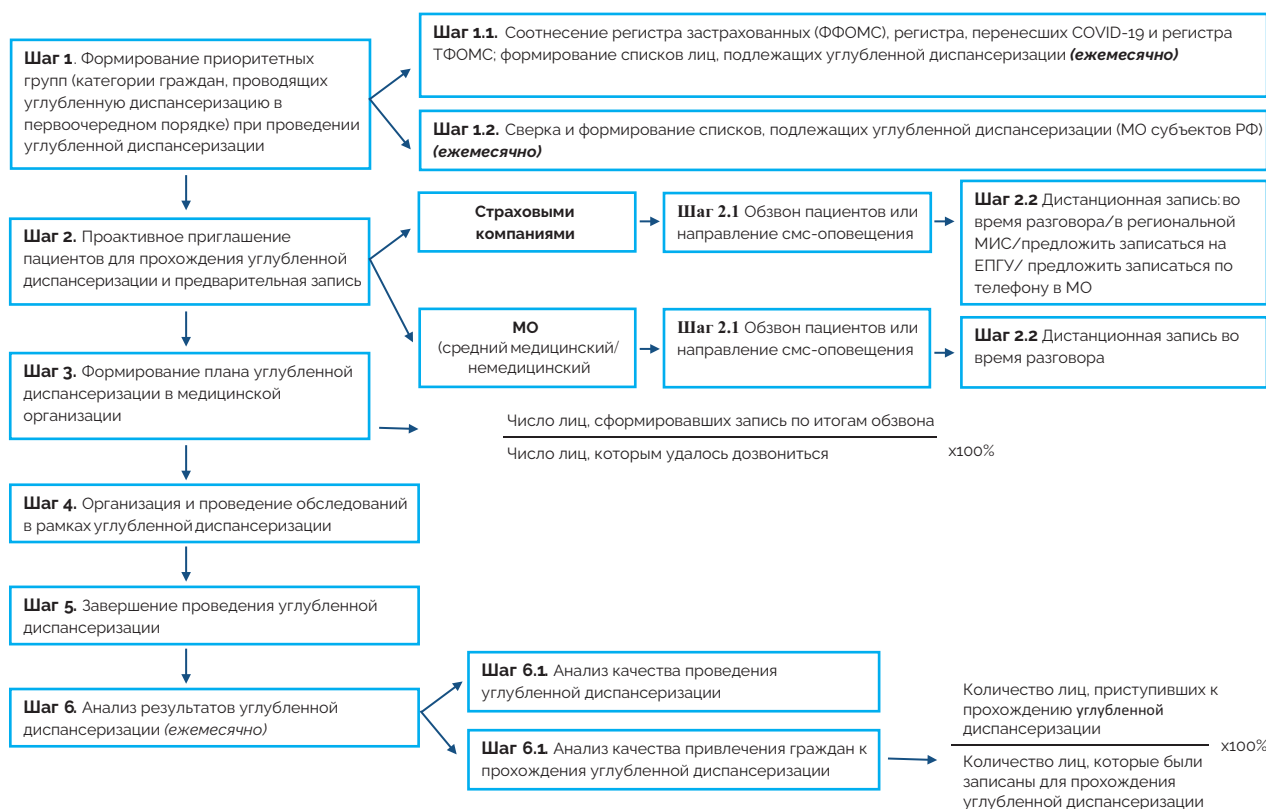 Шаг 1. Формирование приоритетных
групп (категории граждан, проводящих
углубленную диспансеризацию в
первоочередном порядке) при проведении
углубленной диспансеризации
Шаг 1.1. Соотнесение регистра застрахованных (ФФОМС), регистра, перенесших COVID-19 и регистра
ТФОМС; формирование списков лиц, подлежащих углубленной диспансеризации (ежемесячно)
Шаг 1.2. Сверка и формирование списков, подлежащих углубленной диспансеризации (МО субъектов РФ)
(ежемесячно)
Шаг 2. Проактивное приглашение
пациентов для прохождения углубленной
диспансеризации и предварительная запись
Страховыми
компаниями
Шаг 2.1 Обзвон пациентов или
направление смс-оповещения
Шаг 2.2 Дистанционная запись: во
время разговора/в региональной
МИС/предложить записаться на
ЕПГУ/ предложить записаться по
телефону в МО
МО
(средний медицинский/
немедицинский
Шаг 2.1 Обзвон пациентов или
направление смс-оповещения
Шаг 2.2 Дистанционная запись во
время разговора
Шаг 3. Формирование плана углубленной
диспансеризации в медицинской
организации
Число лиц, сформировавших запись по итогам обзвона
Число лиц, которым удалось дозвониться
x100%
Шаг 4. Организация и проведение обследований
в рамках углубленной диспансеризации
Шаг 5. Завершение проведения углубленной
диспансеризации
Шаг 6. Анализ результатов углубленной
диспансеризации (ежемесячно)
Шаг 6.1. Анализ качества проведения
углубленной диспансеризации
Шаг 6.1. Анализ качества привлечения граждан к
прохождения углубленной диспансеризации
Количество лиц, приступивших к
прохождению углубленной
диспансеризации
x100%
Количество лиц, которые были
записаны для прохождения
углубленной диспансеризации